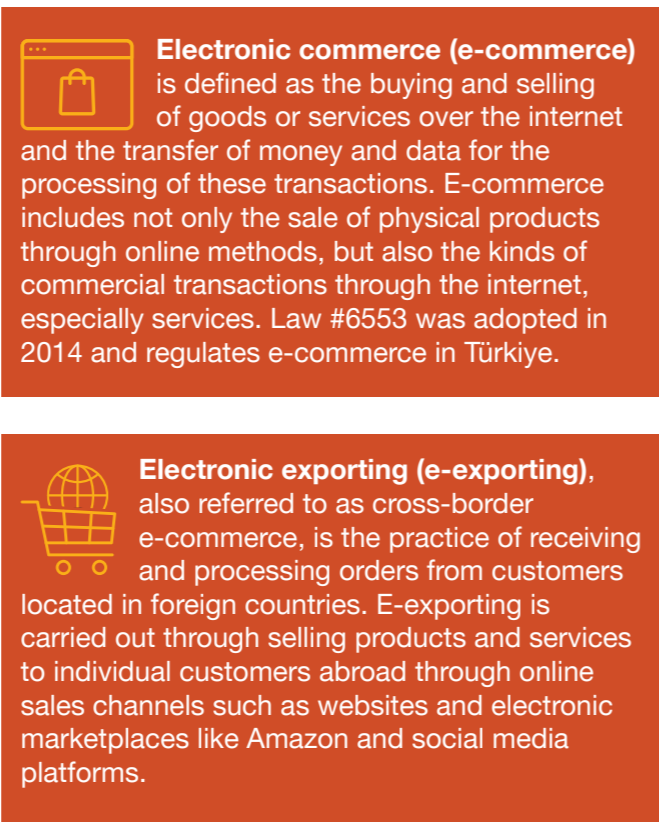 Electronic commerce (e-commerce)
is defined as the buying and selling
of goods or services over the internet
and the transfer of money and data for the
processing of these transactions. E-commerce
includes not only the sale of physical products
through online methods, but also the kinds of
commercial transactions through the internet,
especially services. Law #6553 was adopted in
2014 and regulates e-commerce in Türkiye.
Electronic exporting (e-exporting),
also referred to as cross-border
e-commerce, is the practice of receiving
and processing orders from customers
located in foreign countries. E-exporting is
carried out through selling products and services
to individual customers abroad through online
sales channels such as websites and electronic
marketplaces like Amazon and social media
platforms.